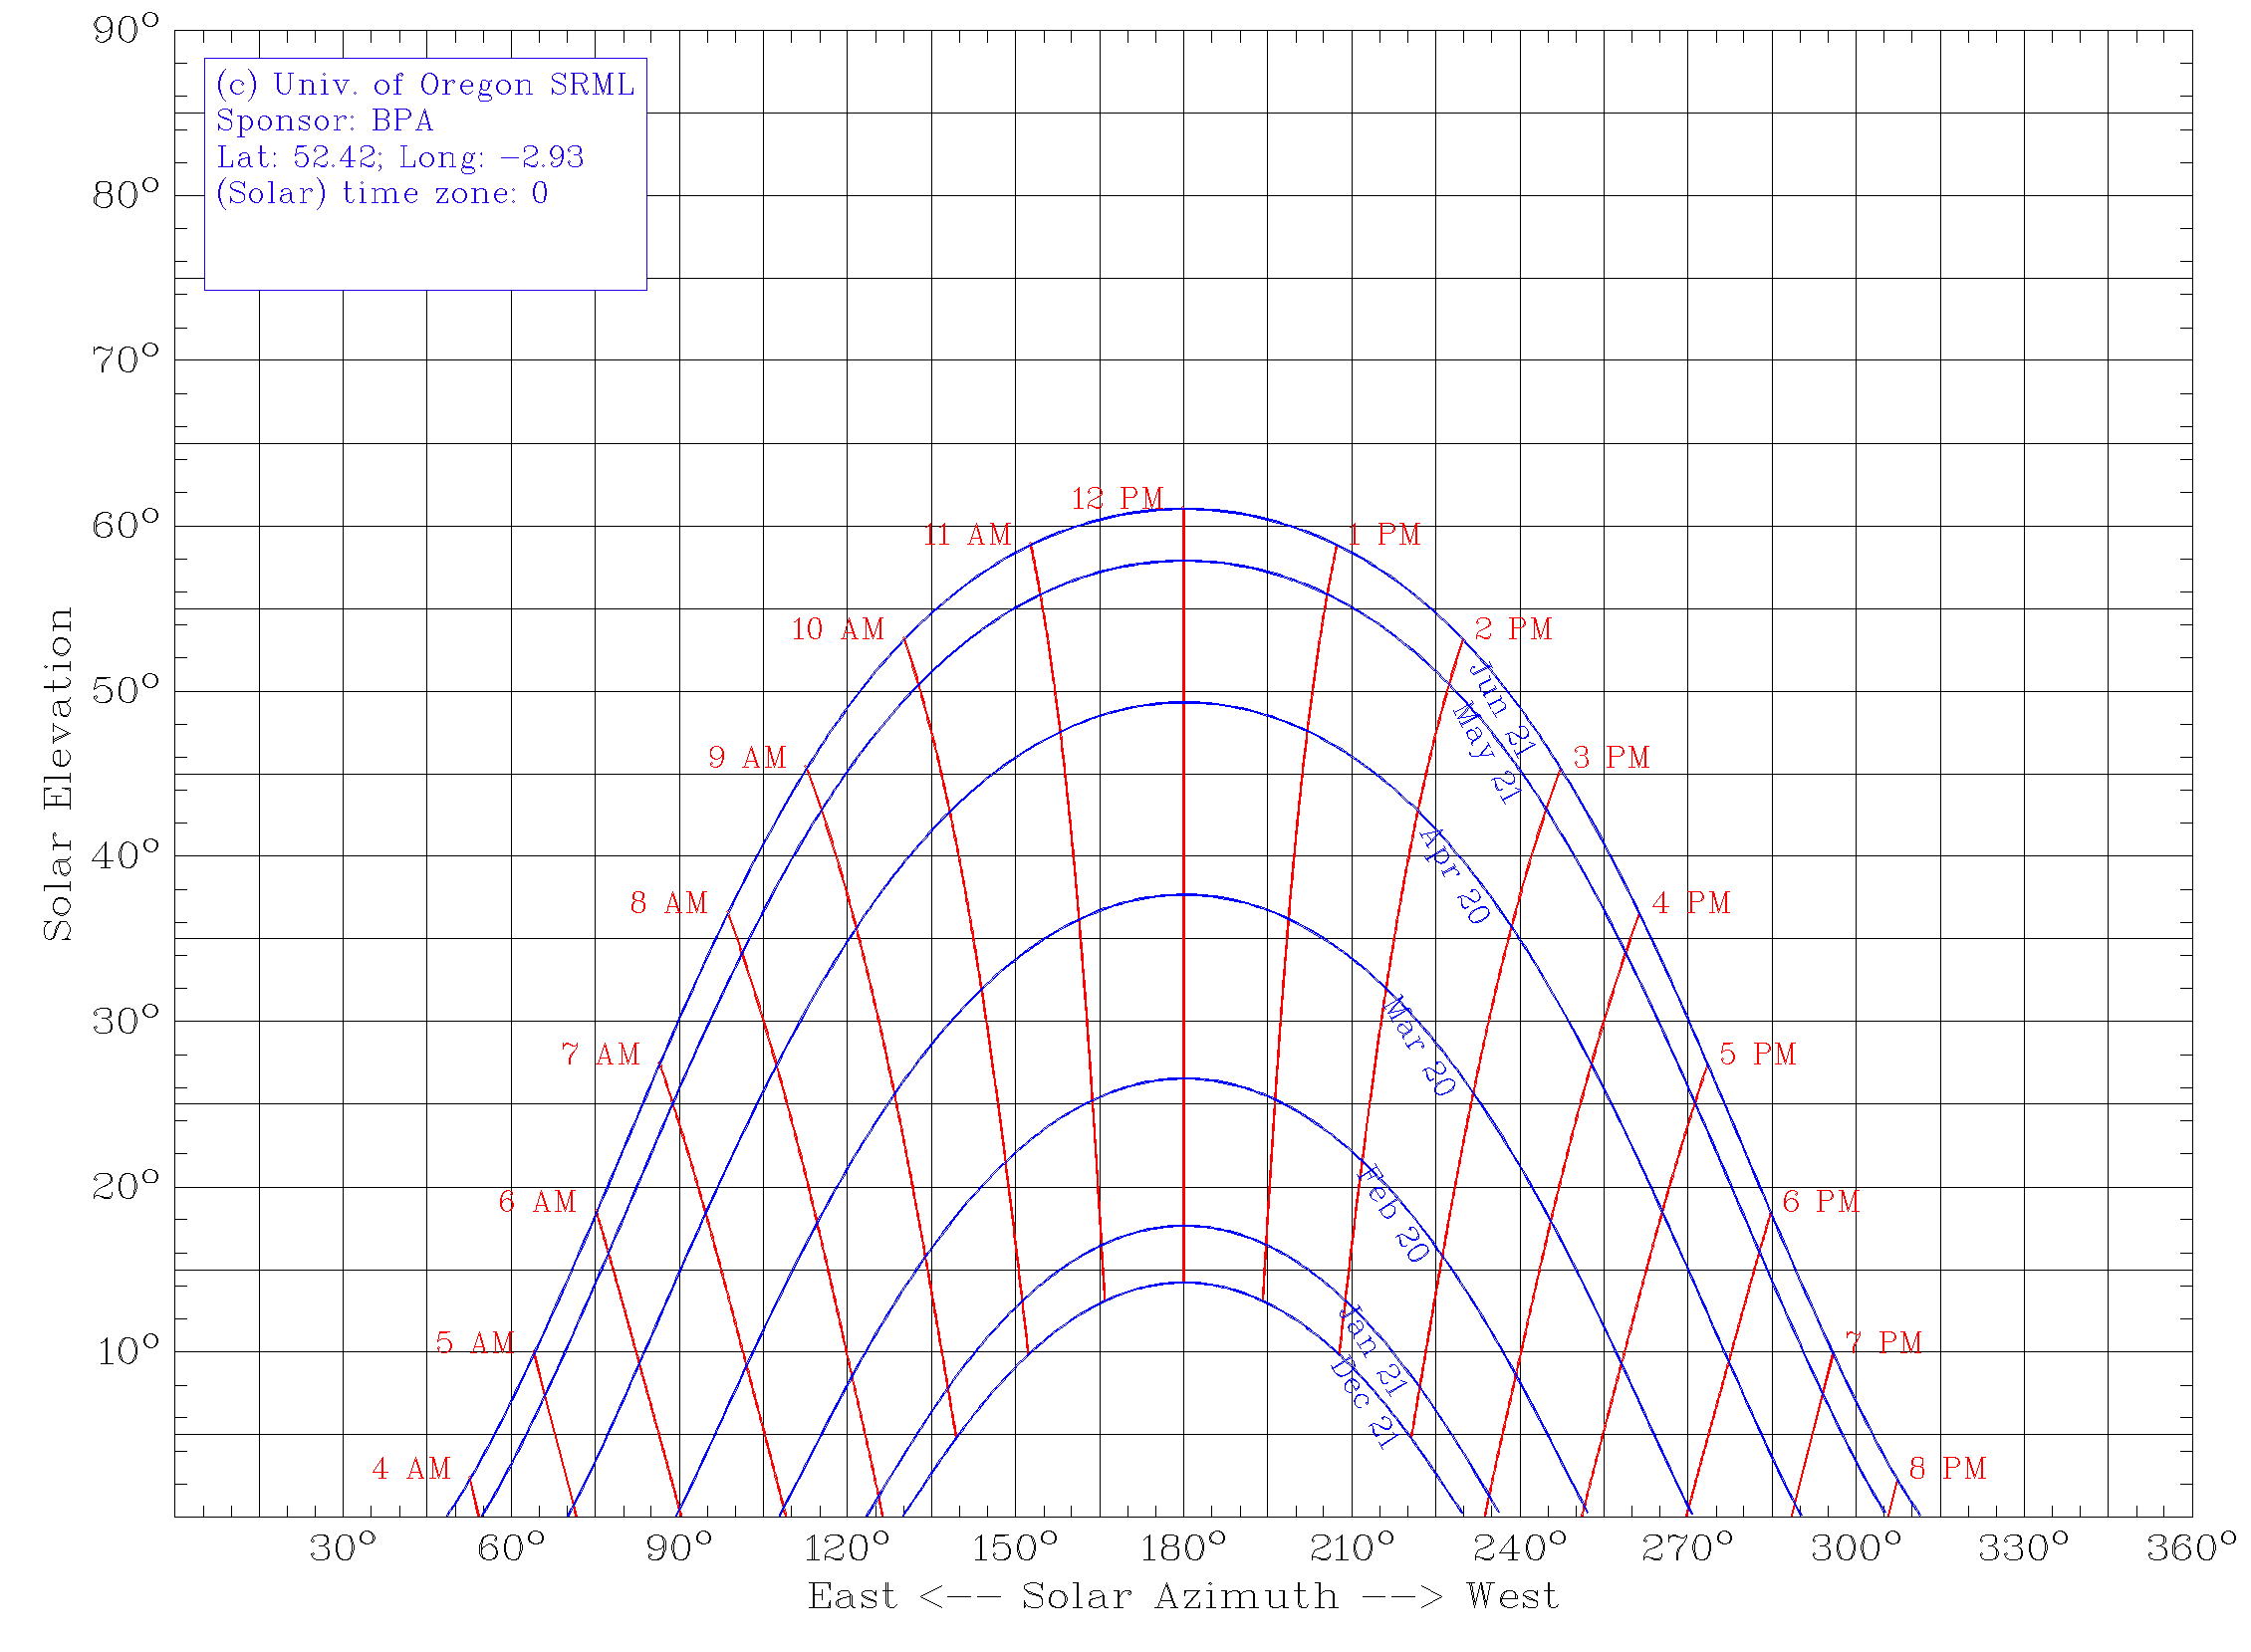 90°
(c) Univ. of Oregon SRML
Sponsor: BPA
Lat: 52.42; Long: −2.93
(Solar) time zone: 0
80°
70°
60°
50°
40°
30°
20°
10°
Solar Elevation
12 PM
11 AM
1 PM
10 AM
2 PM
9 AM
3 PM
8 AM
4 PM
7 AM
5 PM
6 AM
6 PM
5 AM
7 PM
4 AM
8 PM
Jun 21
May 21
Apr 20
Mar 20
Feb 20
Jan 21
Dec 21
30° 60° 90° 120° 150° 180° 210° 240° 270° 300° 330° 360°
East <−− Solar Azimuth −−> West